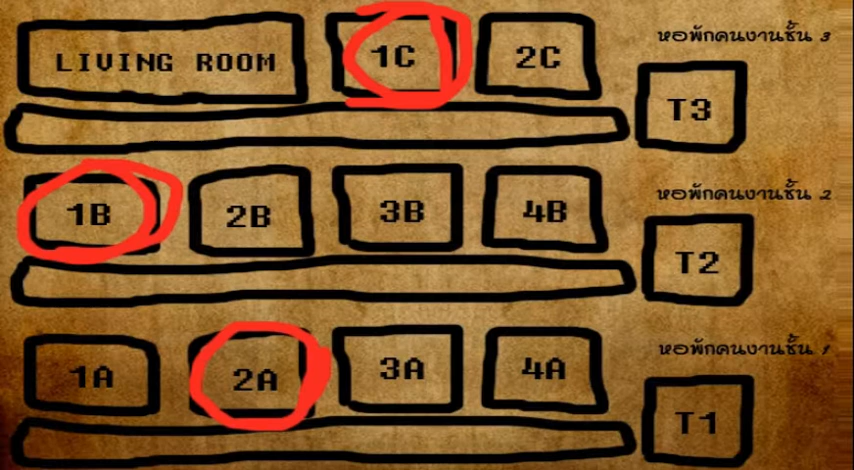 หอพักคนงานชั้น 3
LIVING ROOM 1C 2C
T3
หอพักคนงานชั้น 2
1B 2B 3B 4B
T2
หอพักคนงานชั้น 1
1A 2A 3A 4A
T1